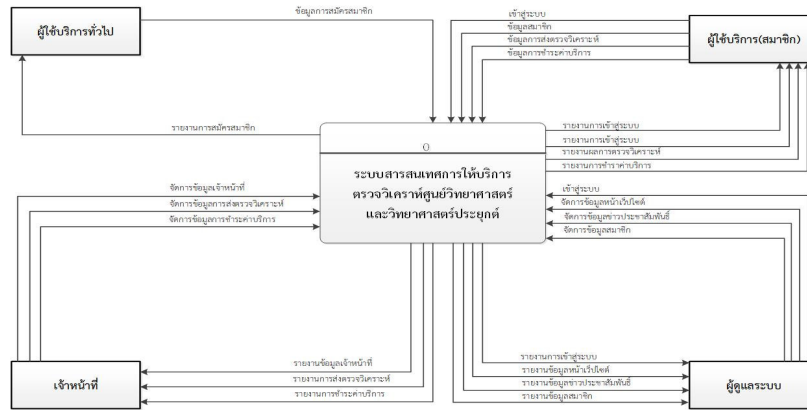 ข้อมูลการสมัครสมาชิก
ผู้ใช้บริการทั่วไป
รายงานการสมัครสมาชิก
เข้าสู่ระบบ
ข้อมูลสมาชิก
ข้อมูลการส่งตรวจวิเคราะห์
ข้อมูลการชำระค่าบริการ
ผู้ใช้บริการ(สมาชิก)
รายงานการเข้าสู่ระบบ
รายงานการเข้าสู่ระบบ
รายงานผลการตรวจวิเคราะห์
รายงานการชำราค่าบริการ
0
ระบบสารสนเทศการให้บริการ
ตรวจวิเคราห์ศูนย์วิทยาศาสตร์
และวิทยาศาสตร์ประยุกต์
จัดการข้อมูลเจ้าหน้าที่
จัดการข้อมูลการส่งตรวจวิเคราะห์
จัดการข้อมูลการชำระค่าบริการ
เข้าสู่ระบบ
จัดการข้อมูลหน้าเว็ปไซต์
จัดการข้อมูลข่าวประชาสัมพันธ์
จัดการข้อมูลสมาชิก
เจ้าหน้าที่
รายงานข้อมูลเจ้าหน้าที่
รายงานการส่งตรวจวิเคราะห์
รายงานการชำระค่าบริการ
รายงานการเข้าสู่ระบบ
รายงานข้อมูลหน้าเว็ปไซต์
รายงานข้อมูลข่าวประชาสัมพันธ์
รายงานข้อมูลสมาชิก
ผู้ดูแลระบบ